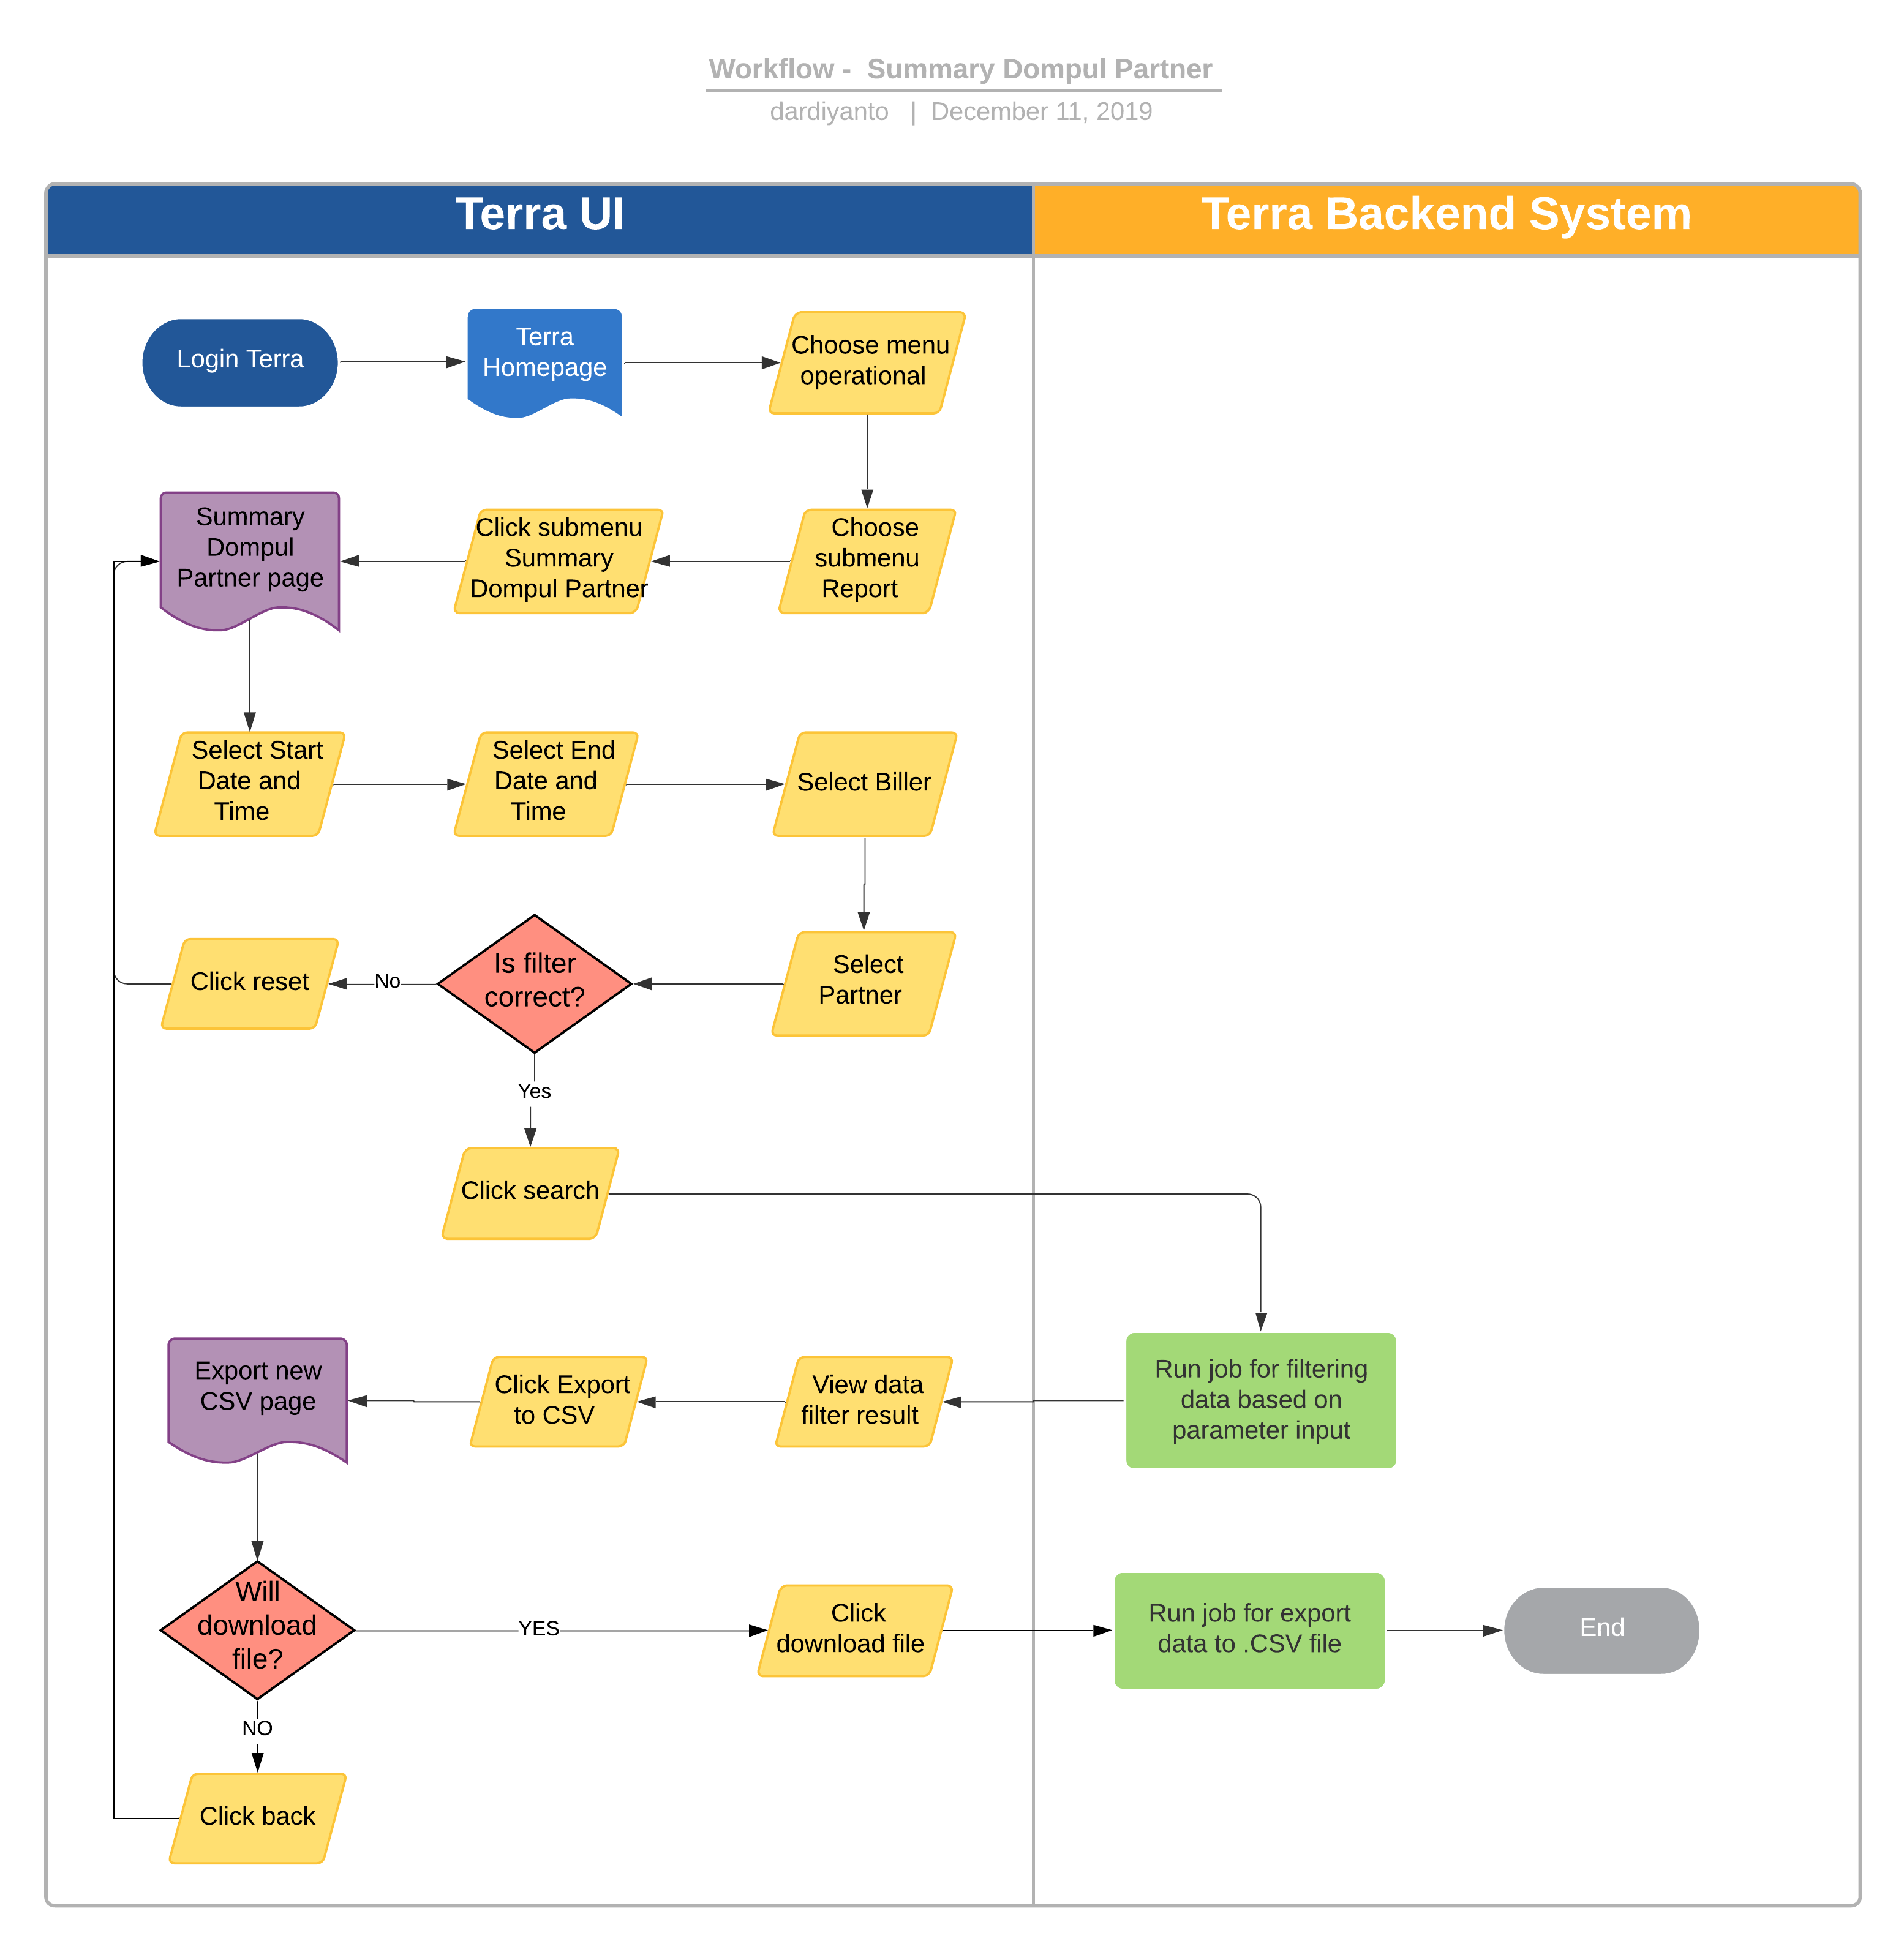 Workflow -  Summary Dompul Partner
dardiyanto   |  December 11, 2019
Terra UI
Terra Backend System
Login Terra
Terra
Homepage
Choose menu
operational
Summary
Dompul
Partner page
Click submenu
Summary
Dompul Partner
Choose
submenu
Report
Select Start
Date and
Time
Select End
Date and
Time
Select Biller
Click reset
No
Is filter
correct?
Select
Partner
Yes
Click search
Export new
CSV page
Click Export
to CSV
View data
filter result
Run job for filtering
data based on
parameter input
Will
download
file?
YES
Click
download file
Run job for export
data to .CSV file
End
NO
Click back